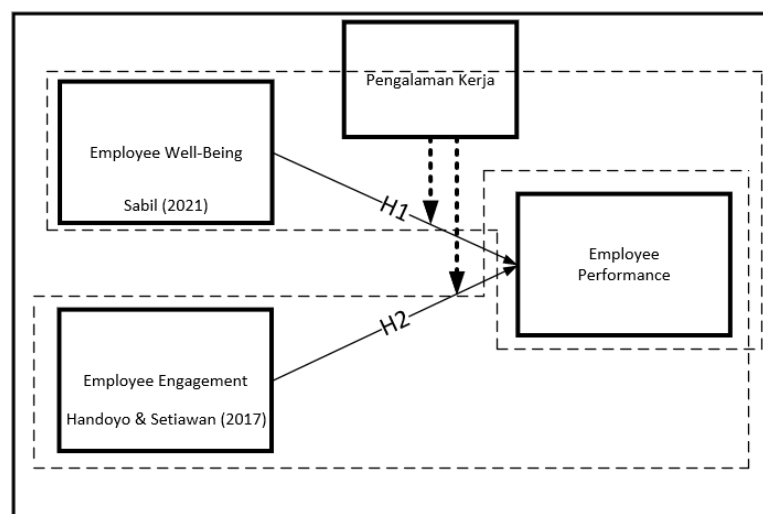 Pengalaman Kerja
Employee Well-Being
Sabil (2021)
H1
Employee
Performance
H2
Employee Engagement
Handoyo & Setiawan (2017)